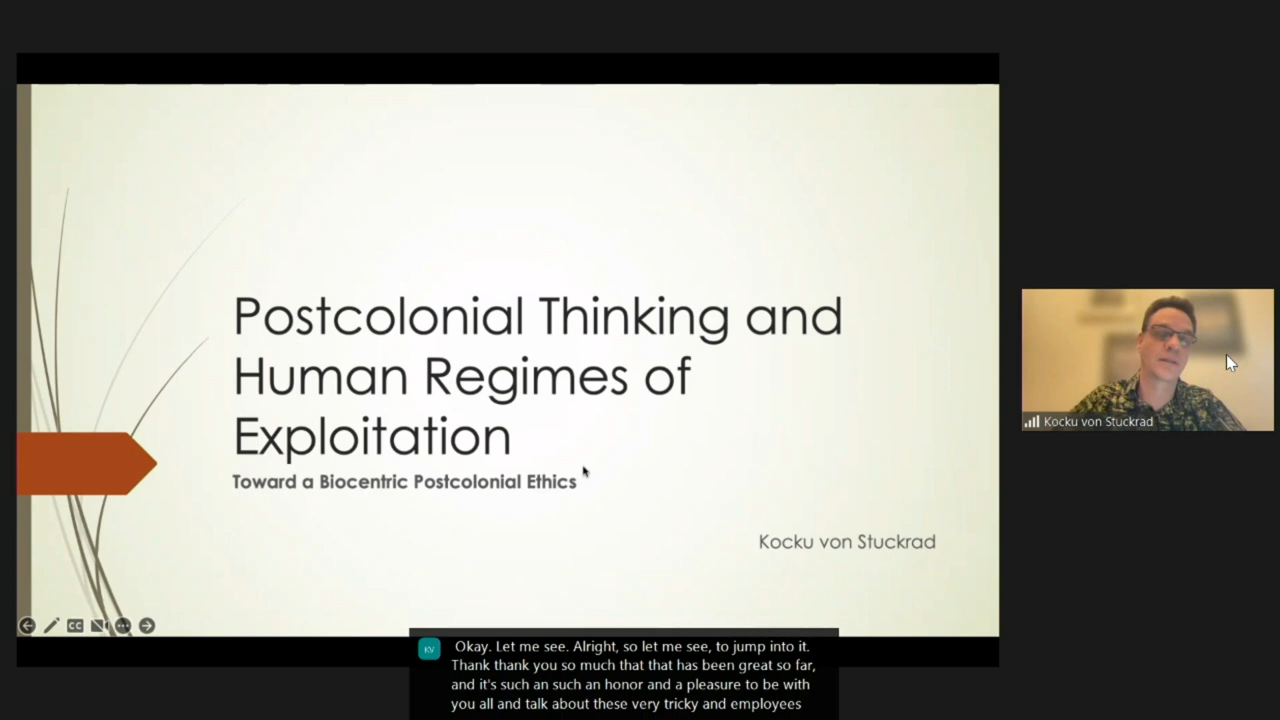 Postcolonial Thinking and
Human Regimes of
Exploitation
Toward a Biocentric Postcolonial Ethics
Kocku von Stuckrad
Kocku von Stuckrad
CC
KV
Okay. Let me see. Alright, so let me see, to jump into it.
Thank thank you so much that that has been great so far,
and it's such an such an honor and a pleasure to be with
you all and talk about these very tricky and employees